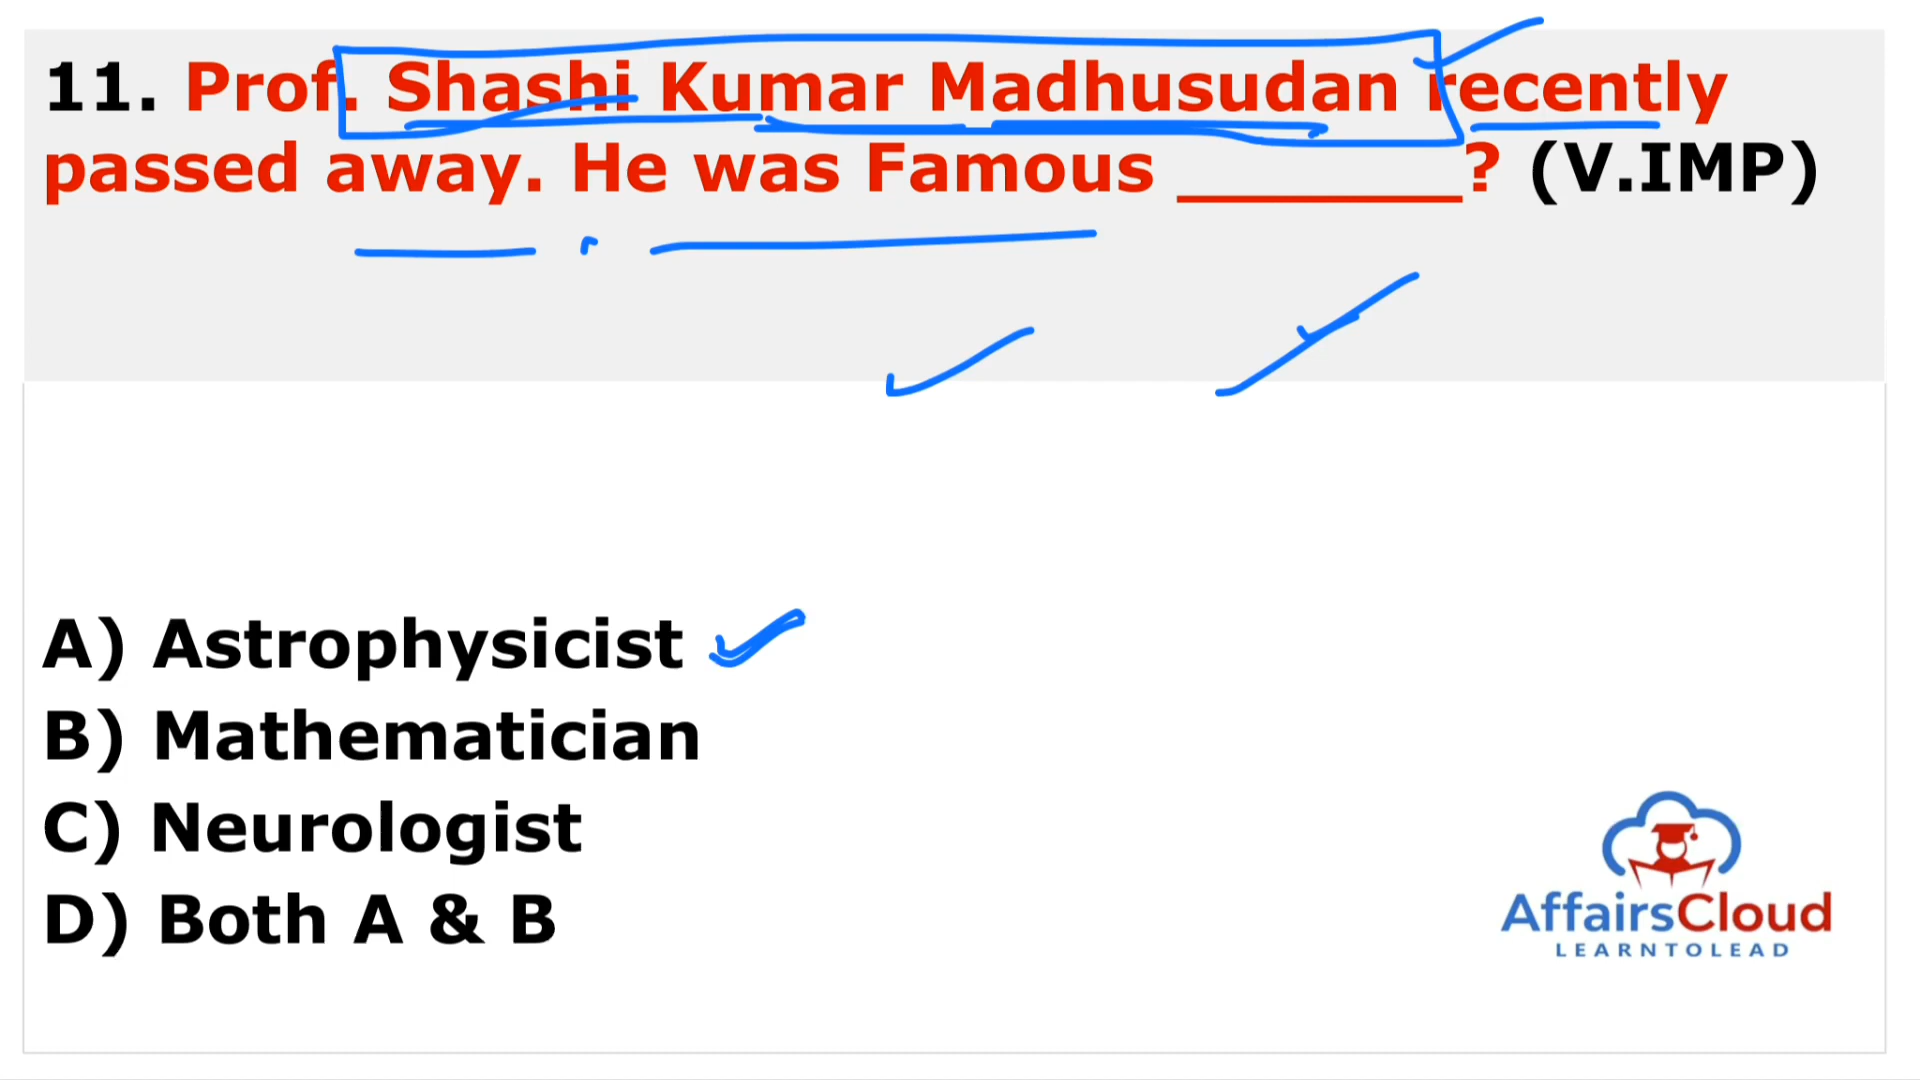 11. Prof. Shashi Kumar Madhusudan recently
passed away. He was Famous ________? (V.IMP)
A) Astrophysicist
B) Mathematician
C) Neurologist
D) Both A & B
AffairsCloud
LEARNTOLEAD